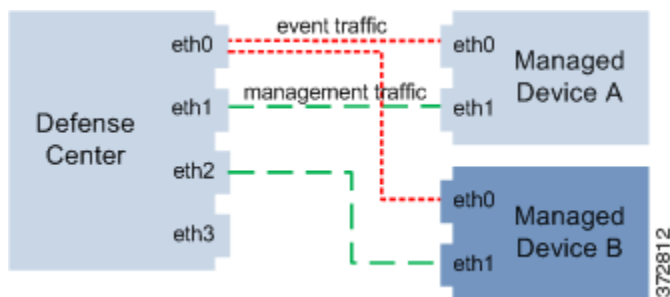 event traffic
eth0
eth0
Managed
Device A
management traffic
eth1
eth1
Defense
Center
eth2
eth3
eth0
Managed
Device B
eth1
372812